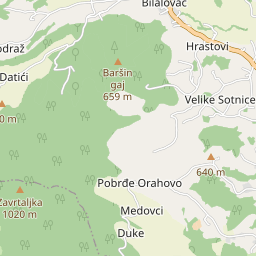 Bilalovac
Hrastovi
odraž
Datići
Baršin
gaj
659 m
Velike Sotnice
0 m
640 m
Pobrđe Orahovo
Zavrtaljka
1020 m
Medovci
Duke